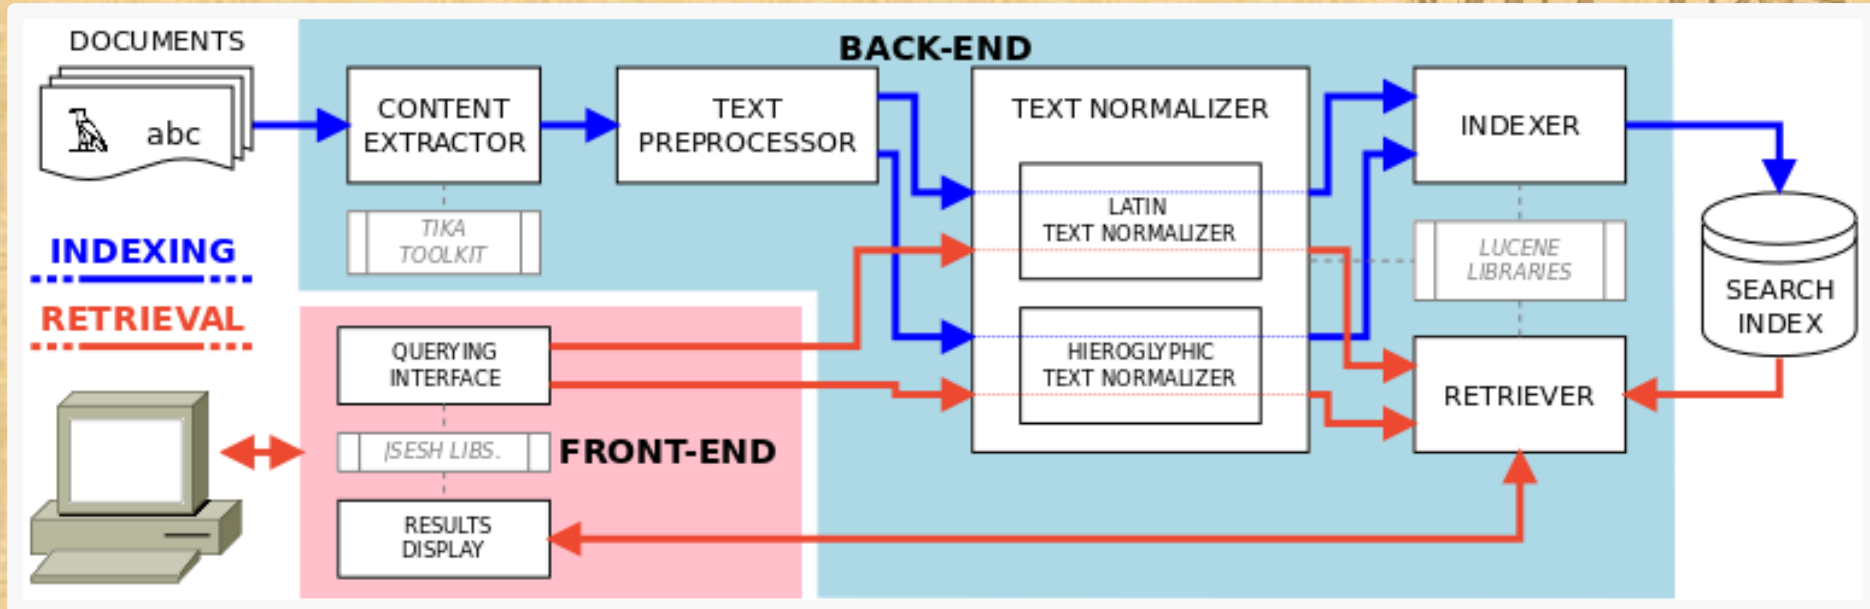 DOCUMENTS
abc
INDEXING
RETRIEVAL
BACK-END
CONTENT
EXTRACTOR
TIKA
TOOLKIT
TEXT
PREPROCESSOR
TEXT NORMALIZER
LATIN
TEXT NORMALIZER
HIEROGLYPHIC
TEXT NORMALIZER
INDEXER
LUCENE
LIBRARIES
RETRIEVER
SEARCH
INDEX
QUERYING
INTERFACE
JSESH LIBS.
FRONT-END
RESULTS
DISPLAY